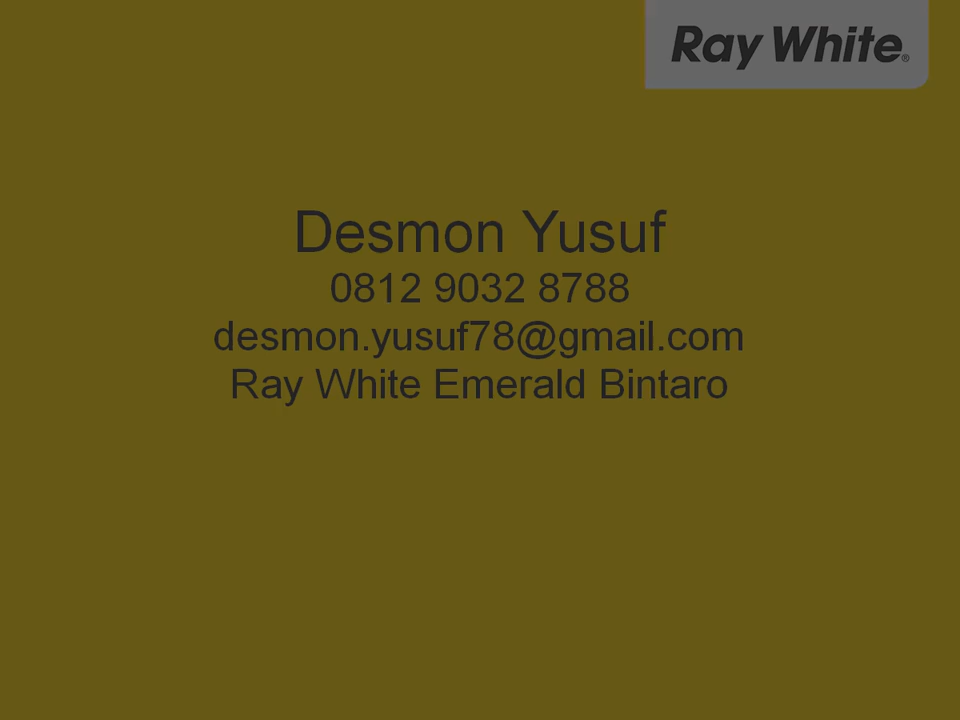 Ray White®
Desmon Yusuf
0812 9032 8788
desmon.yusuf78@gmail.com
Ray White Emerald Bintaro